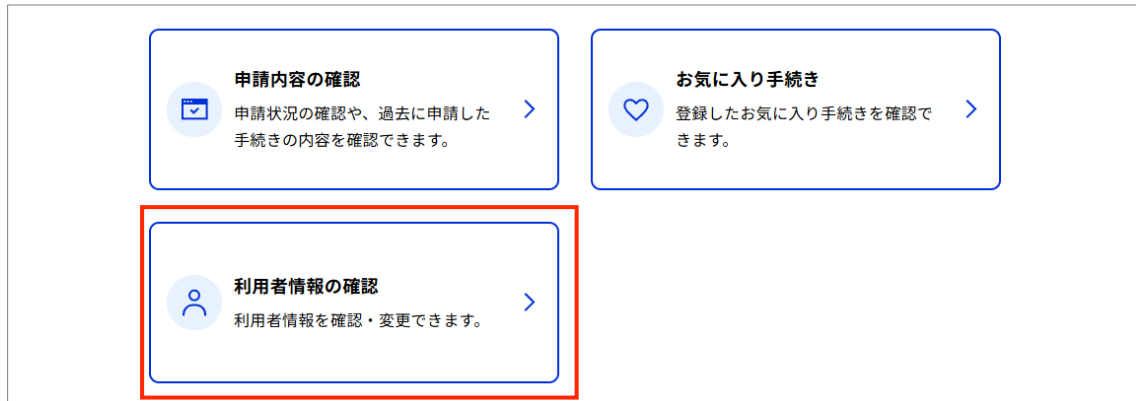 申請内容の確認
申請状況の確認や、過去に申請した
手続きの内容を確認できます。
お気に入り手続き
登録したお気に入り手続きを確認で
きます。
利用者情報の確認
利用者情報を確認・変更できます。